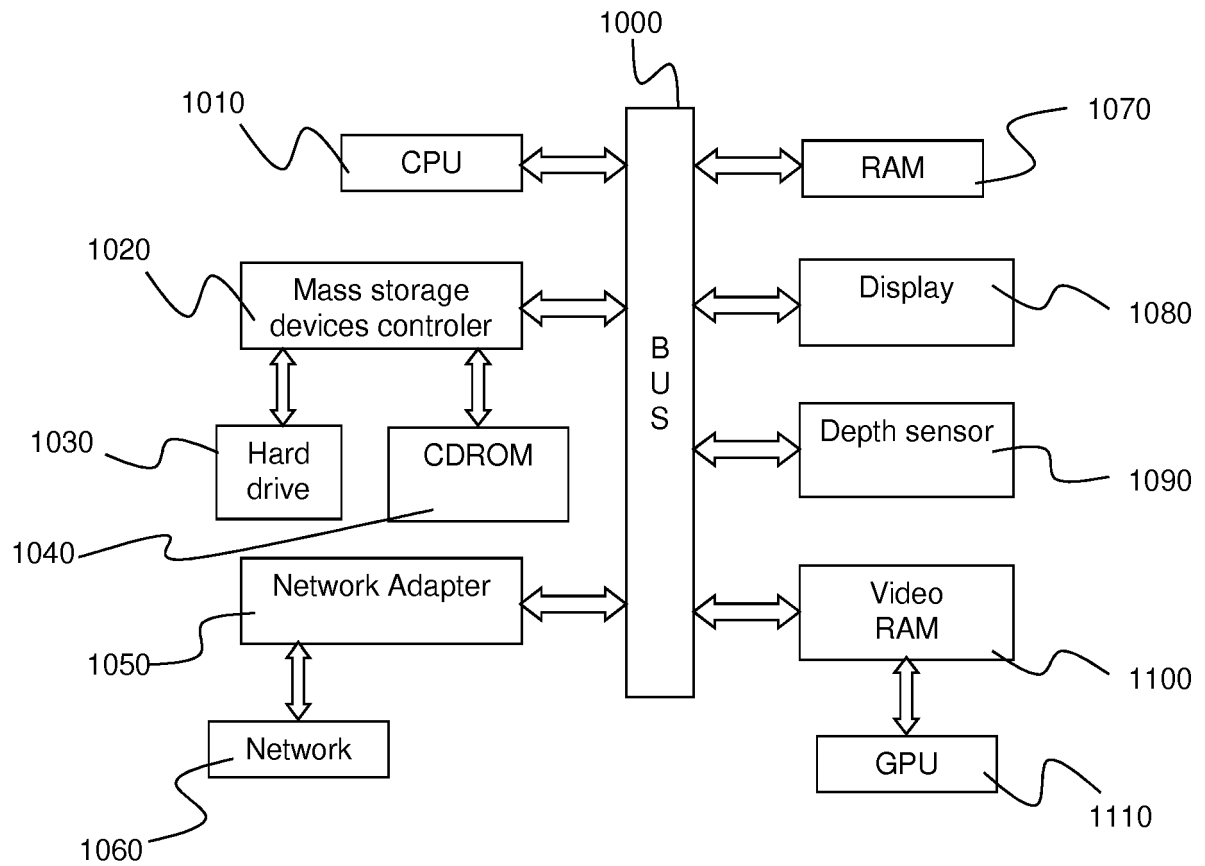 1000
1010
CPU
RAM
1070
1020
Mass storage
devices controler
Display
1080
B
U
S
1030
Hard
drive
CDROM
Depth sensor
1090
1040
Network Adapter
Video
RAM
1050
1100
Network
GPU
1060
1110